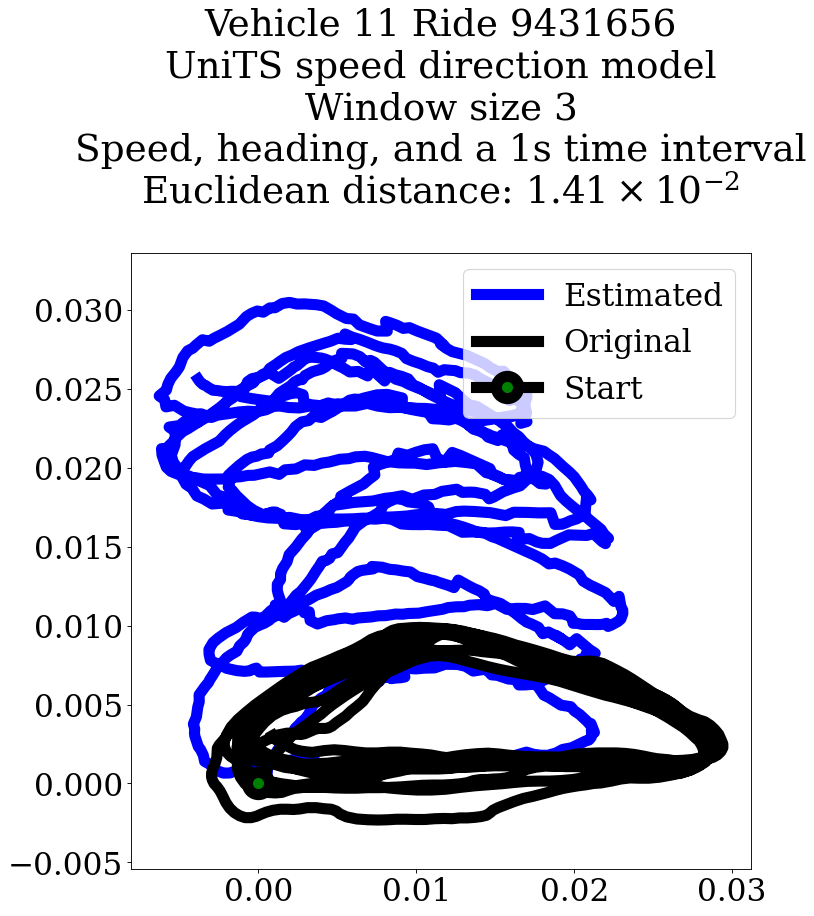 Vehicle 11 Ride 9431656
UniTS speed direction model
Window size 3
Speed, heading, and a 1s time interval
Euclidean distance: 1.41 × 10⁻²
Estimated
Original
Start
0.030
0.025
0.020
0.015
0.010
0.005
0.000
−0.005
0.00 0.01 0.02 0.03